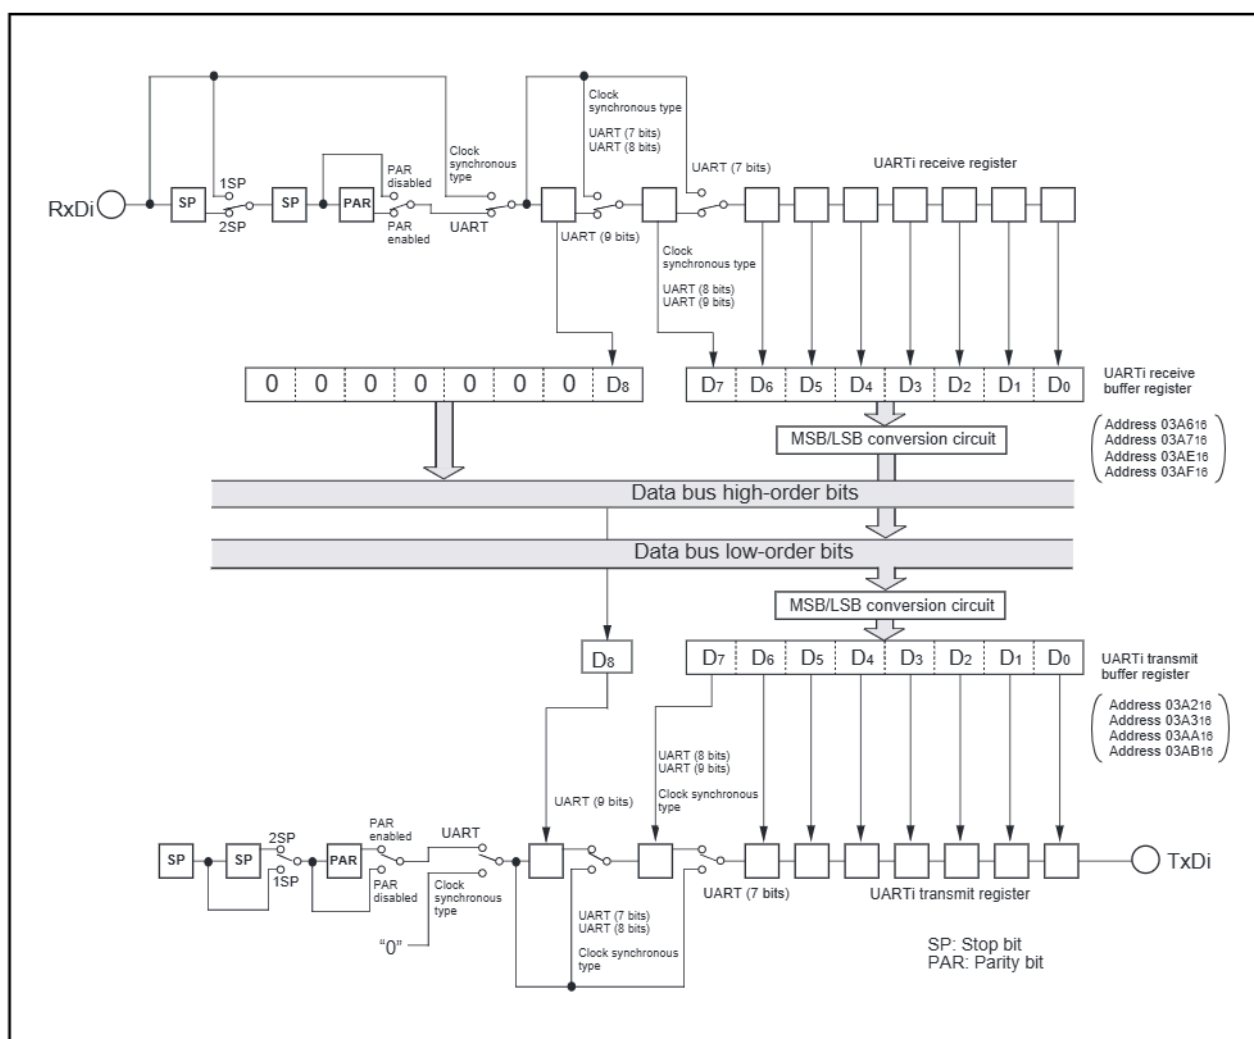 Clock
synchronous type
UART (7 bits)
UART (8 bits)
Clock
synchronous
type
UART (7 bits)
UARTi receive register
PAR
disabled
1SP
RxDi
SP
SP
PAR
2SP
PAR
enabled
UART
UART (9 bits)
Clock
synchronous type
UART (8 bits)
UART (9 bits)
0 0 0 0 0 0 0 D8
D7 D6 D5 D4 D3 D2 D1 D0
UARTi receive
buffer register
MSB/LSB conversion circuit
Address 03A616
Address 03A716
Address 03AE16
Address 03AF16
Data bus high-order bits
Data bus low-order bits
MSB/LSB conversion circuit
D8
D7 D6 D5 D4 D3 D2 D1 D0
UARTi transmit
buffer register
Address 03A216
Address 03A316
Address 03AA16
Address 03AB16
UART (8 bits)
UART (9 bits)
Clock synchronous
type
UART (9 bits)
PAR
enabled
2SP
UART
SP
SP
PAR
TxDi
1SP
PAR
disabled
Clock
synchronous
type
UART (7 bits)
UARTi transmit register
UART (7 bits)
UART (8 bits)
Clock synchronous
type
“0”
SP: Stop bit
PAR: Parity bit